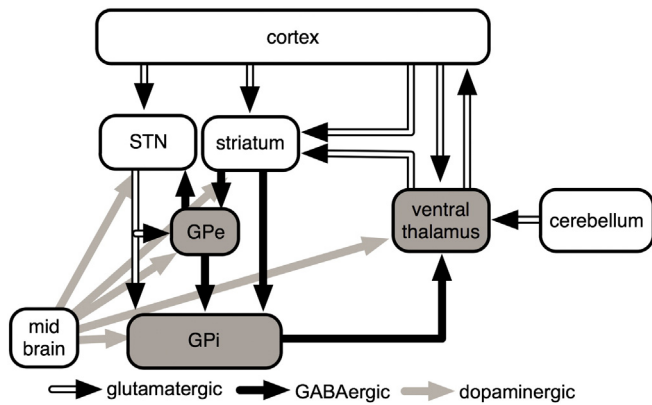 cortex
STN
striatum
GPe
ventral
thalamus
cerebellum
mid
brain
GPi
glutamatergic
GABAergic
dopaminergic